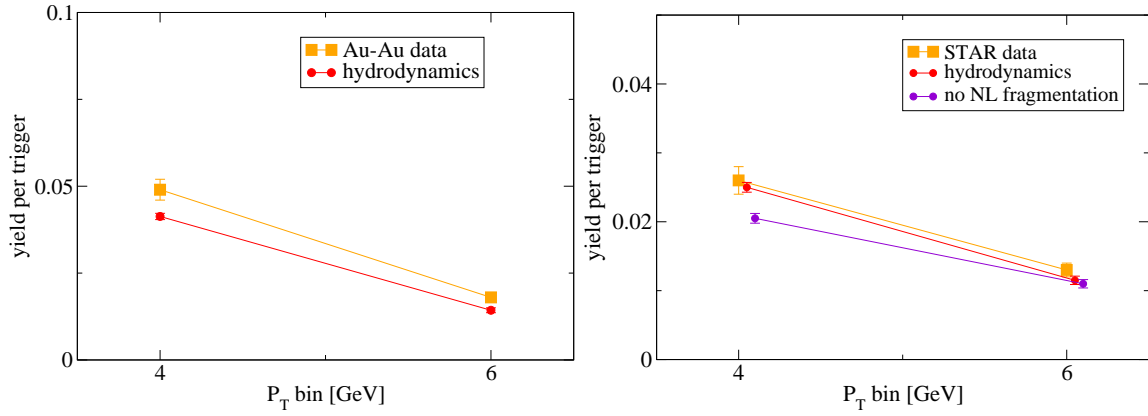 0.1
0.05
0
yield per trigger
Au-Au data
hydrodynamics
4
6
P_T bin [GeV]
0.04
0.02
0
yield per trigger
STAR data
hydrodynamics
no NL fragmentation
4
6
P_T bin [GeV]